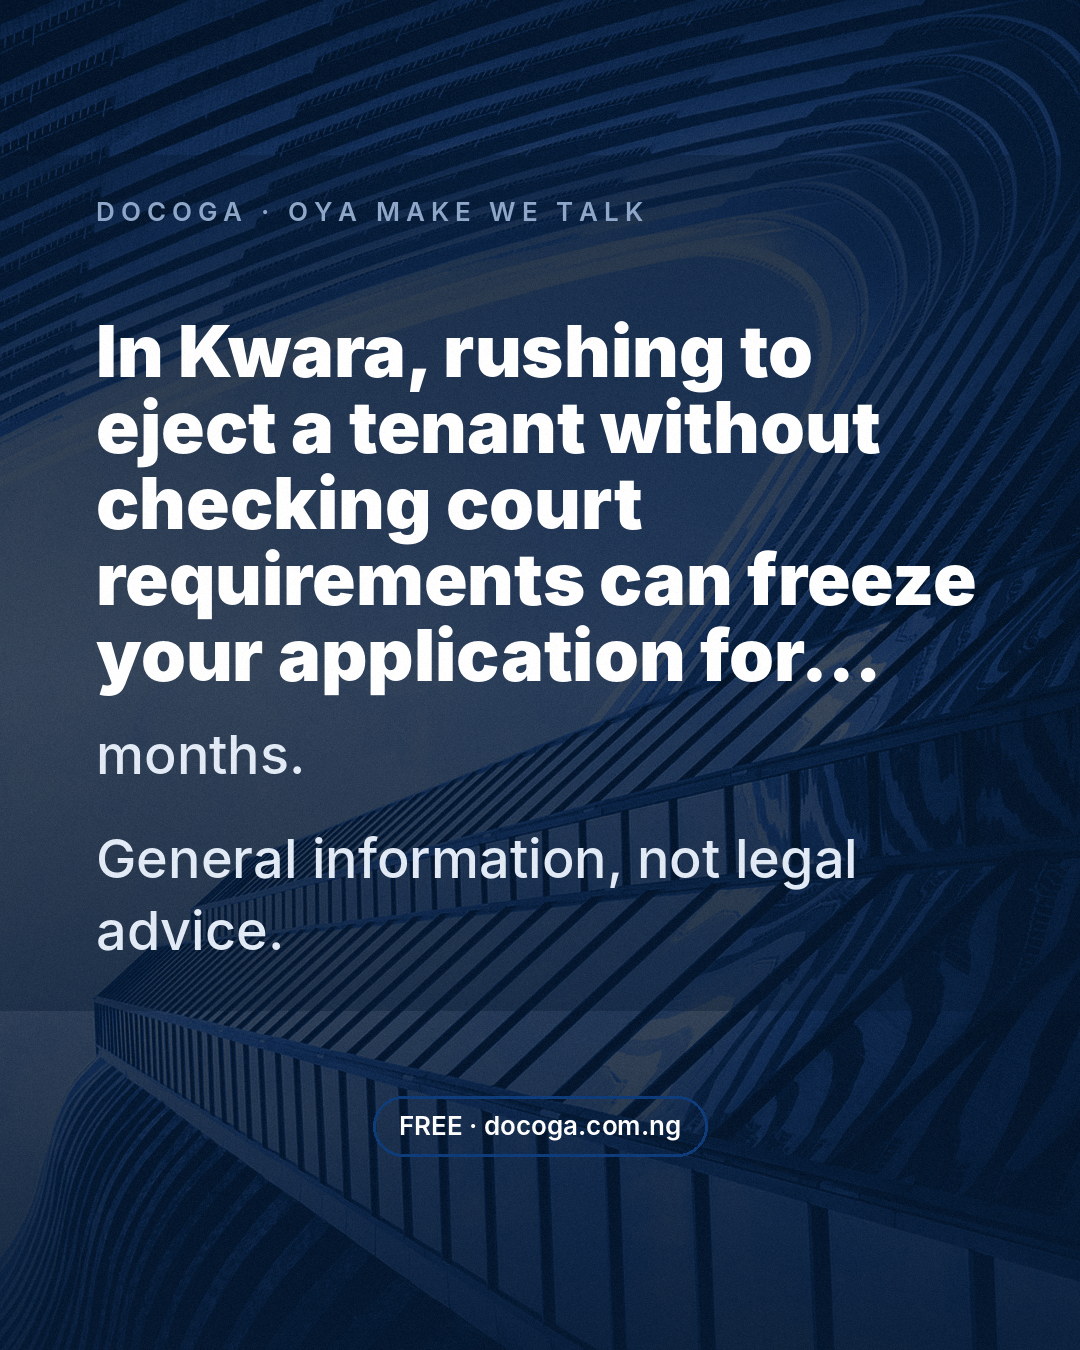 DOCOGA · OYA MAKE WE TALK
In Kwara, rushing to
eject a tenant without
checking court
requirements can freeze
your application for...
months.
General information, not legal
advice.
FREE · docoga.com.ng